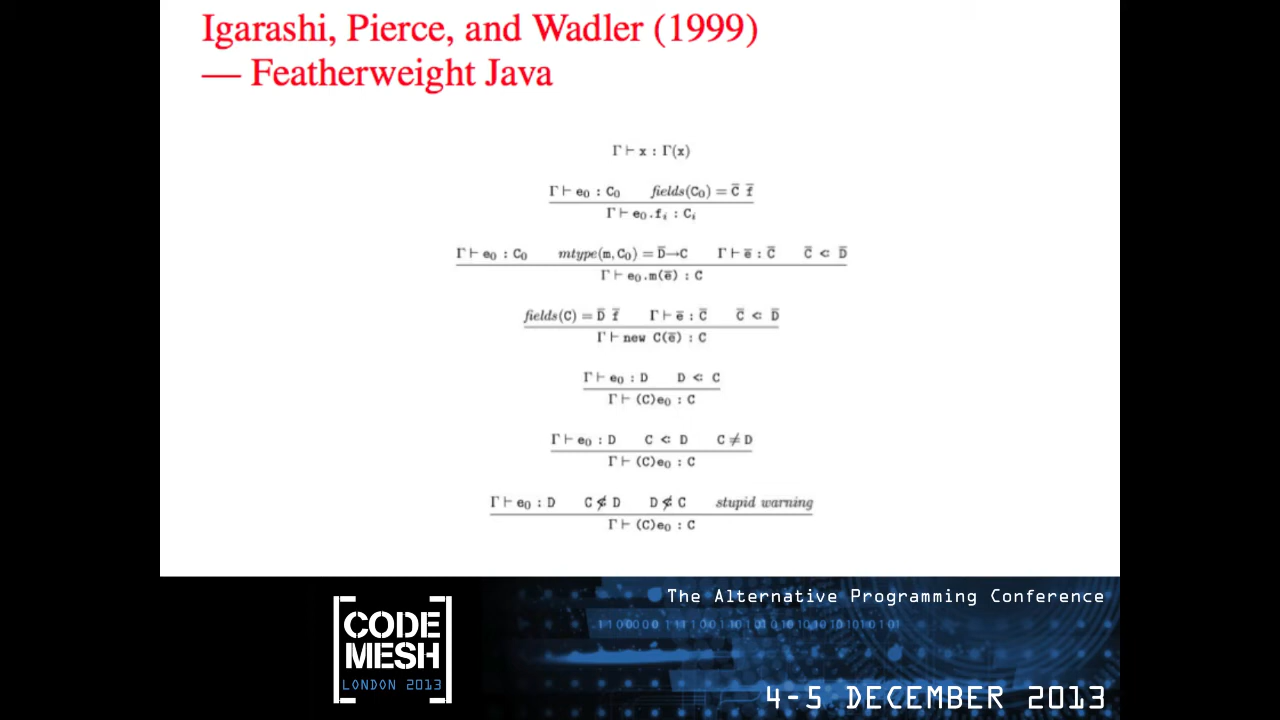 Igarashi, Pierce, and Wadler (1999)
— Featherweight Java
Γ ⊢ x : Γ(x)
Γ ⊢ e₀ : C₀  fields(C₀) = C̄ f̄
Γ ⊢ e₀.fᵢ : Cᵢ
Γ ⊢ e₀ : C₀  mtype(m, C₀) = D̄→C  Γ ⊢ ē : C̄  C̄ <: D̄
Γ ⊢ e₀.m(ē) : C
fields(C) = D̄ f̄  Γ ⊢ ē : C̄  C̄ <: D̄
Γ ⊢ new C(ē) : C
Γ ⊢ e₀ : D  D <: C
Γ ⊢ (C)e₀ : C
Γ ⊢ e₀ : D  C <: D  C ≠ D
Γ ⊢ (C)e₀ : C
Γ ⊢ e₀ : D  C ≮: D  D ≮: C  stupid warning
Γ ⊢ (C)e₀ : C
The Alternative Programming Conference
CODE
MESH
LONDON 2013
4-5 DECEMBER 2013